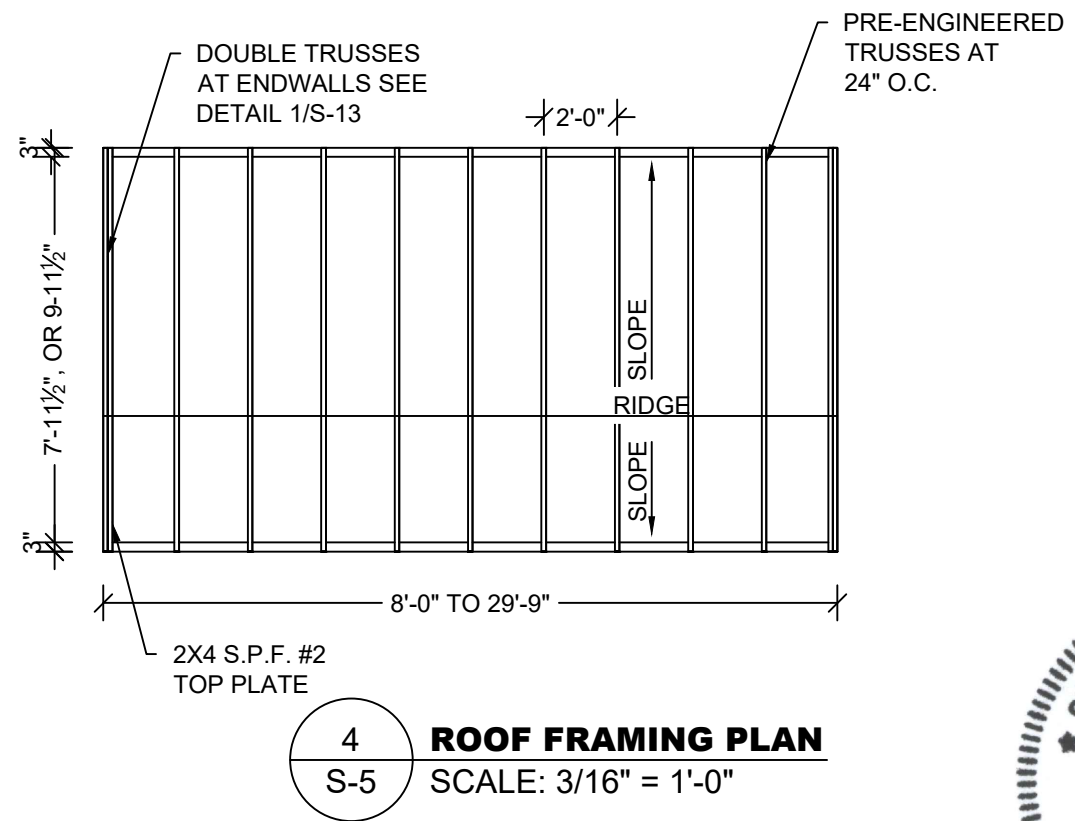 DOUBLE TRUSSES
AT ENDWALLS SEE
DETAIL 1/S-13
PRE-ENGINEERED
TRUSSES AT
24" O.C.
2'-0"
3"
7'-11½", OR 9-11½"
3"
SLOPE
RIDGE
SLOPE
8'-0" TO 29'-9"
2X4 S.P.F. #2
TOP PLATE
4
S-5
ROOF FRAMING PLAN
SCALE: 3/16" = 1'-0"